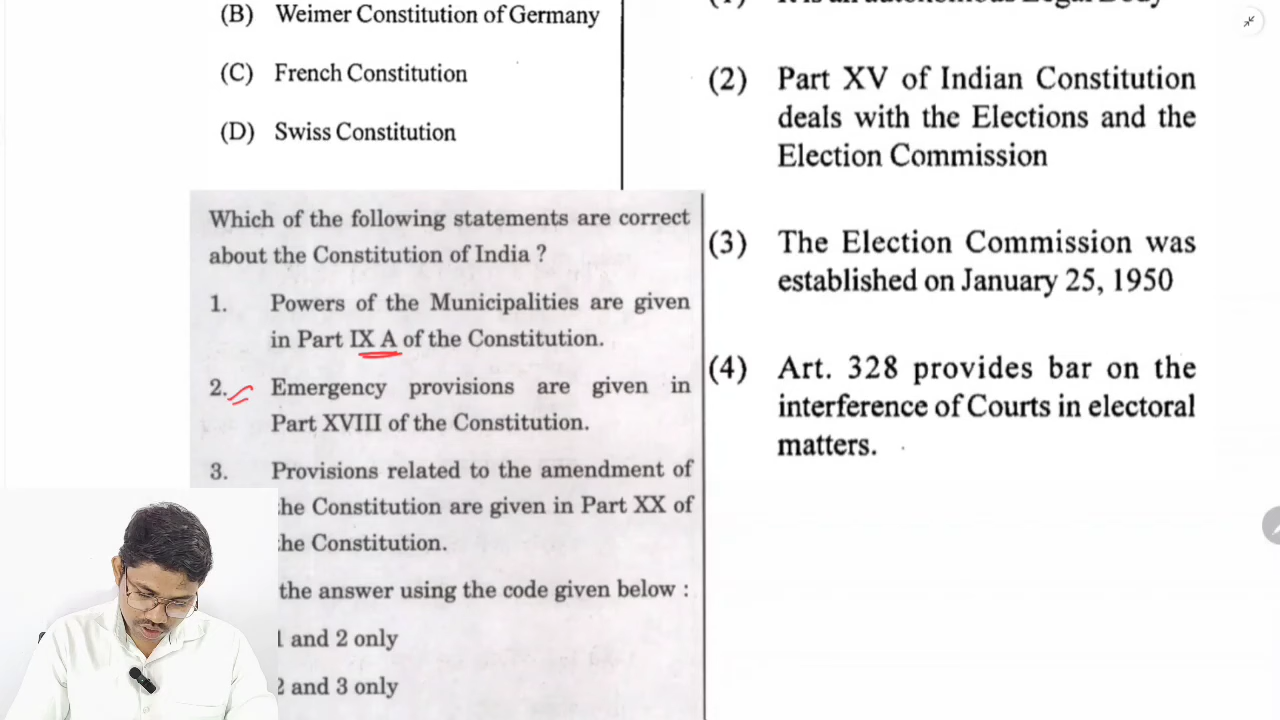 (B) Weimer Constitution of Germany
(C) French Constitution
(D) Swiss Constitution
Which of the following statements are correct
about the Constitution of India ?
1. Powers of the Municipalities are given
in Part IX A of the Constitution.
2. Emergency provisions are given in
Part XVIII of the Constitution.
3. Provisions related to the amendment of
he Constitution are given in Part XX of
he Constitution.
the answer using the code given below :
1 and 2 only
2 and 3 only
(2) Part XV of Indian Constitution
deals with the Elections and the
Election Commission
(3) The Election Commission was
established on January 25, 1950
(4) Art. 328 provides bar on the
interference of Courts in electoral
matters.